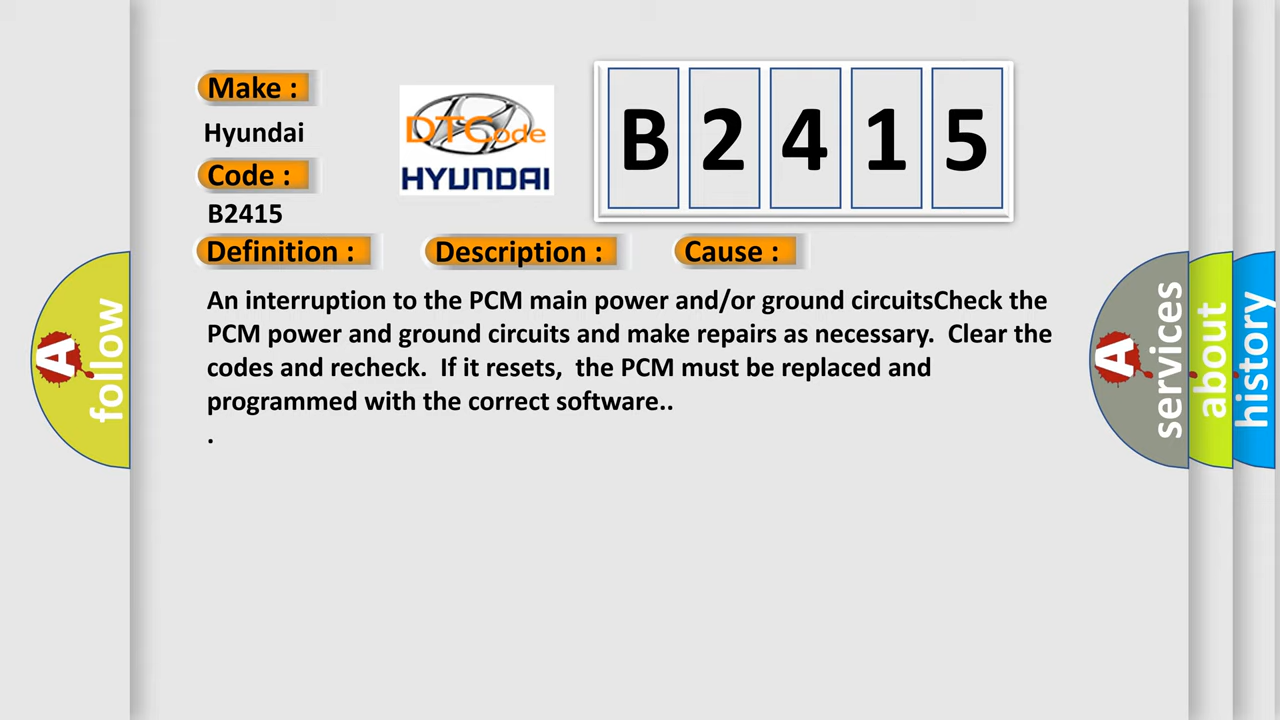 Make :
Hyundai
Code :
B2415
DTCode
HYUNDAI
B 2 4 1 5
Definition : Description : Cause :
An interruption to the PCM main power and/or ground circuitsCheck the
PCM power and ground circuits and make repairs as necessary  Clear the
codes and recheck  If it resets,  the PCM must be replaced and
programmed with the correct software..
.
A follow
A services
about
history